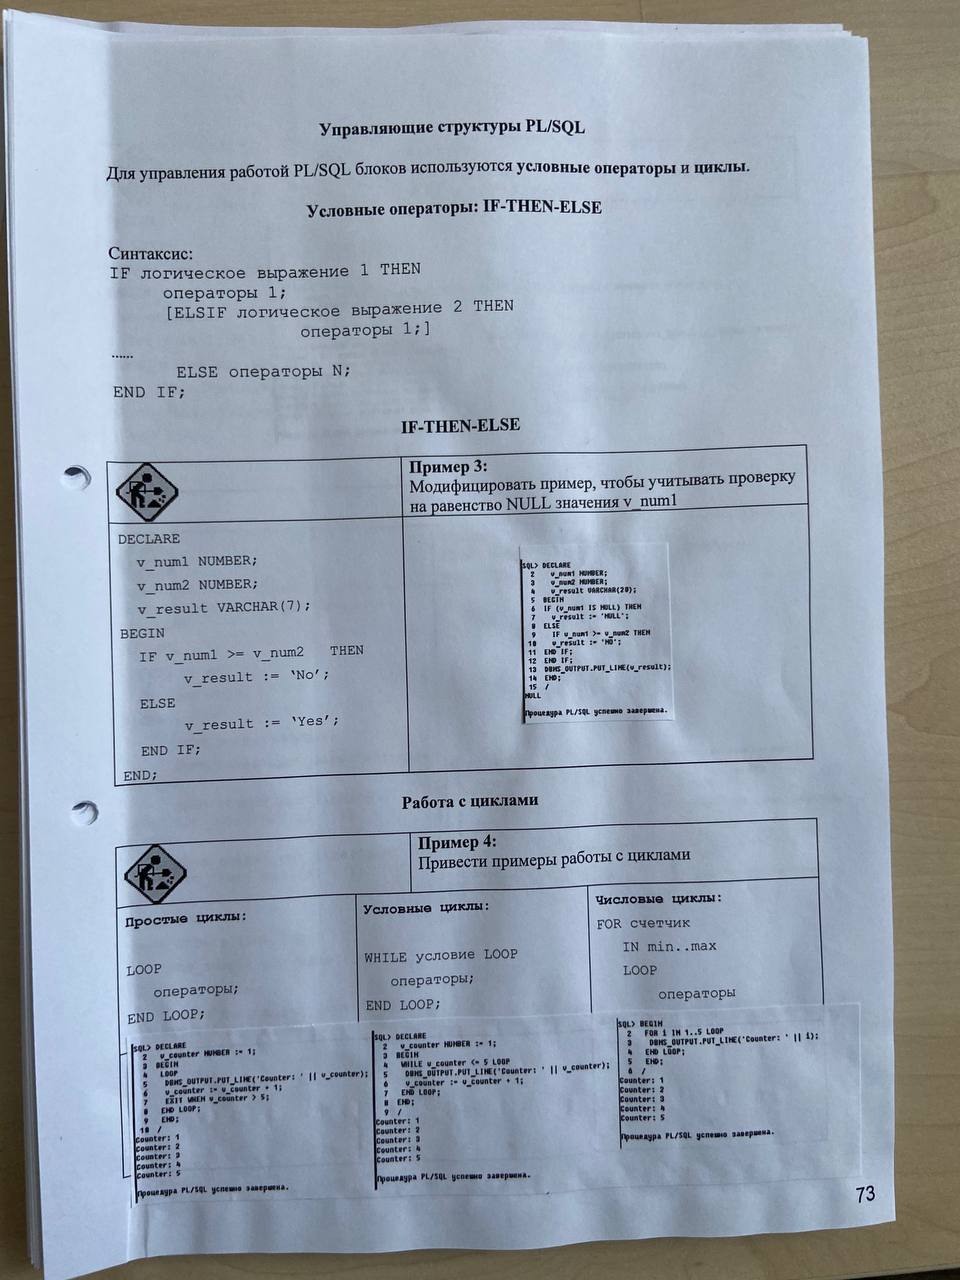 Управляющие структуры PL/SQL
Для управления работой PL/SQL блоков используются условные операторы и циклы.
Условные операторы: IF-THEN-ELSE
Синтаксис:
IF логическое выражение 1 THEN
операторы 1;
[ELSIF логическое выражение 2 THEN
операторы 1;]
......
ELSE операторы N;
END IF;
IF-THEN-ELSE
Пример 3:
Модифицировать пример, чтобы учитывать проверку
на равенство NULL значения v_num1
DECLARE
v_num1 NUMBER;
v_num2 NUMBER;
v_result VARCHAR(7);
BEGIN
IF v_num1 >= v_num2 THEN
v_result := ‘No’;
ELSE
v_result := ‘Yes’;
END IF;
END;
SQL> DECLARE
2 v_num1 NUMBER;
3 v_num2 NUMBER;
4 v_result VARCHAR(20);
5 BEGIN
6 IF (v_num1 IS NULL) THEN
7 v_result := 'NULL';
8 ELSE
9 IF v_num1 >= v_num2 THEN
10 v_result := 'NO';
11 END IF;
12 END IF;
13 DBMS_OUTPUT.PUT_LINE(v_result);
14 END;
15 /
NULL
Процедура PL/SQL успешно завершена.
Работа с циклами
Пример 4:
Привести примеры работы с циклами
Простые циклы:
LOOP
операторы;
END LOOP;
SQL> DECLARE
2 v_counter NUMBER := 1;
3 BEGIN
4 LOOP
5 DBMS_OUTPUT.PUT_LINE('Counter: ' || v_counter);
6 v_counter := v_counter + 1;
7 EXIT WHEN v_counter > 5;
8 END LOOP;
9 END;
10 /
Counter: 1
Counter: 2
Counter: 3
Counter: 4
Counter: 5
Процедура PL/SQL успешно завершена.
Условные циклы:
WHILE условие LOOP
операторы;
END LOOP;
SQL> DECLARE
2 v_counter NUMBER := 1;
3 BEGIN
4 WHILE v_counter <= 5 LOOP
5 DBMS_OUTPUT.PUT_LINE('Counter: ' || v_counter);
6 v_counter := v_counter + 1;
7 END LOOP;
8 END;
9 /
Counter: 1
Counter: 2
Counter: 3
Counter: 4
Counter: 5
Процедура PL/SQL успешно завершена.
Числовые циклы:
FOR счетчик
IN min..max
LOOP
операторы
SQL> BEGIN
2 FOR i IN 1..5 LOOP
3 DBMS_OUTPUT.PUT_LINE('Counter: ' || i);
4 END LOOP;
5 END;
6 /
Counter: 1
Counter: 2
Counter: 3
Counter: 4
Counter: 5
Процедура PL/SQL успешно завершена.
73